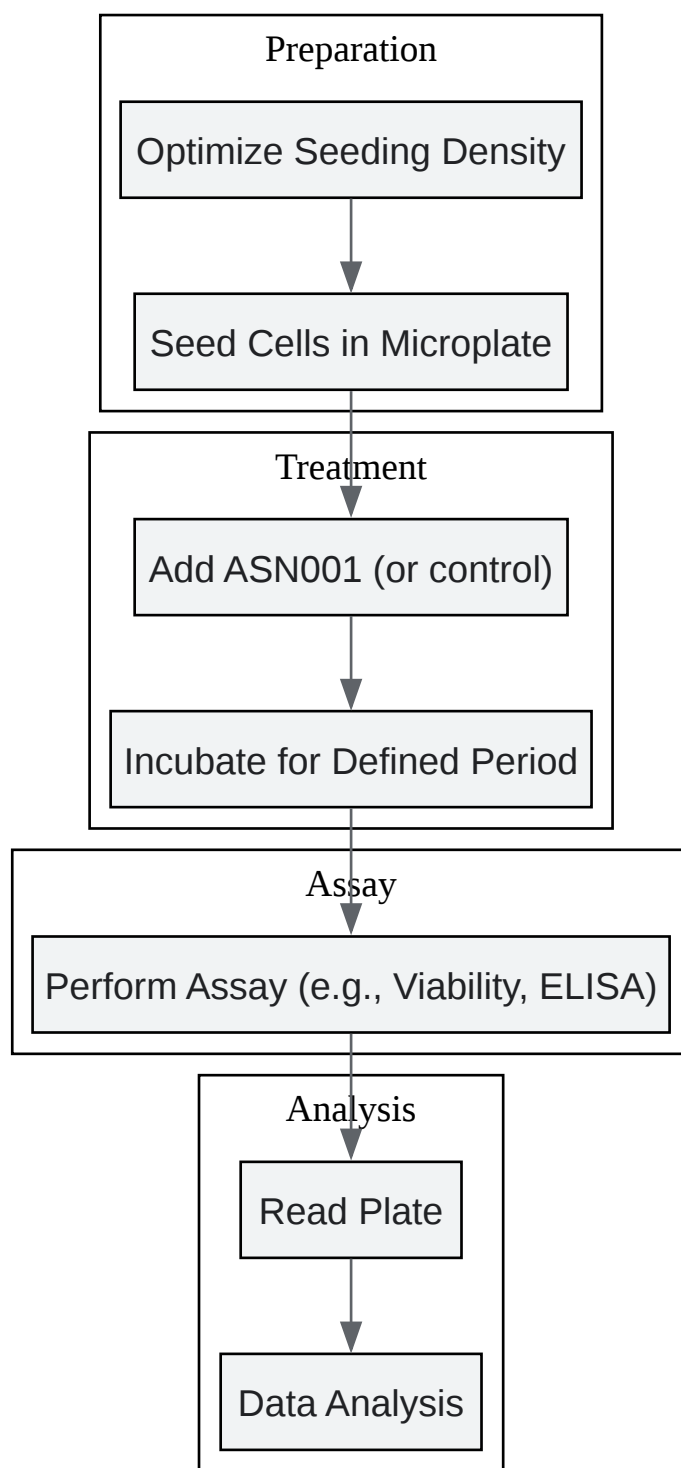 Preparation
Optimize Seeding Density
Seed Cells in Microplate
Treatment
Add ASN001 (or control)
Incubate for Defined Period
Assay
Perform Assay (e.g., Viability, ELISA)
Analysis
Read Plate
Data Analysis